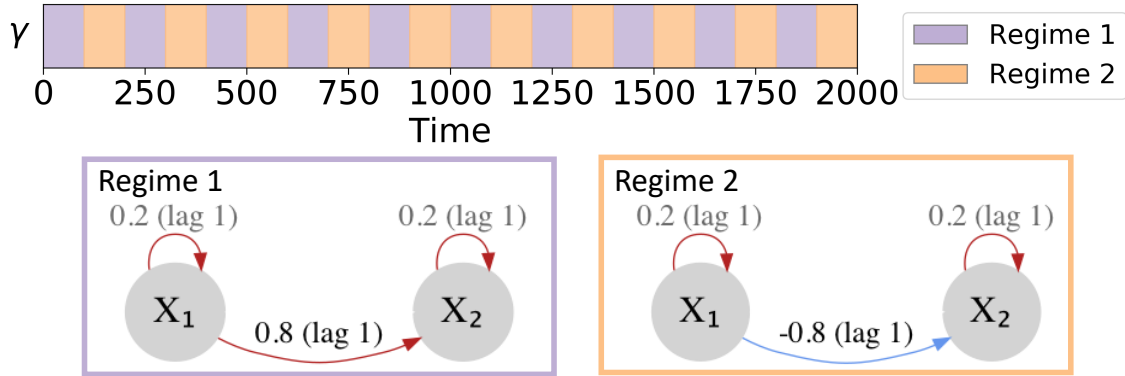 γ
0 250 500 750 1000 1250 1500 1750 2000
Time
Regime 1
Regime 2
Regime 1
0.2 (lag 1) 0.2 (lag 1)
X₁ X₂
0.8 (lag 1)
Regime 2
0.2 (lag 1) 0.2 (lag 1)
X₁ X₂
-0.8 (lag 1)